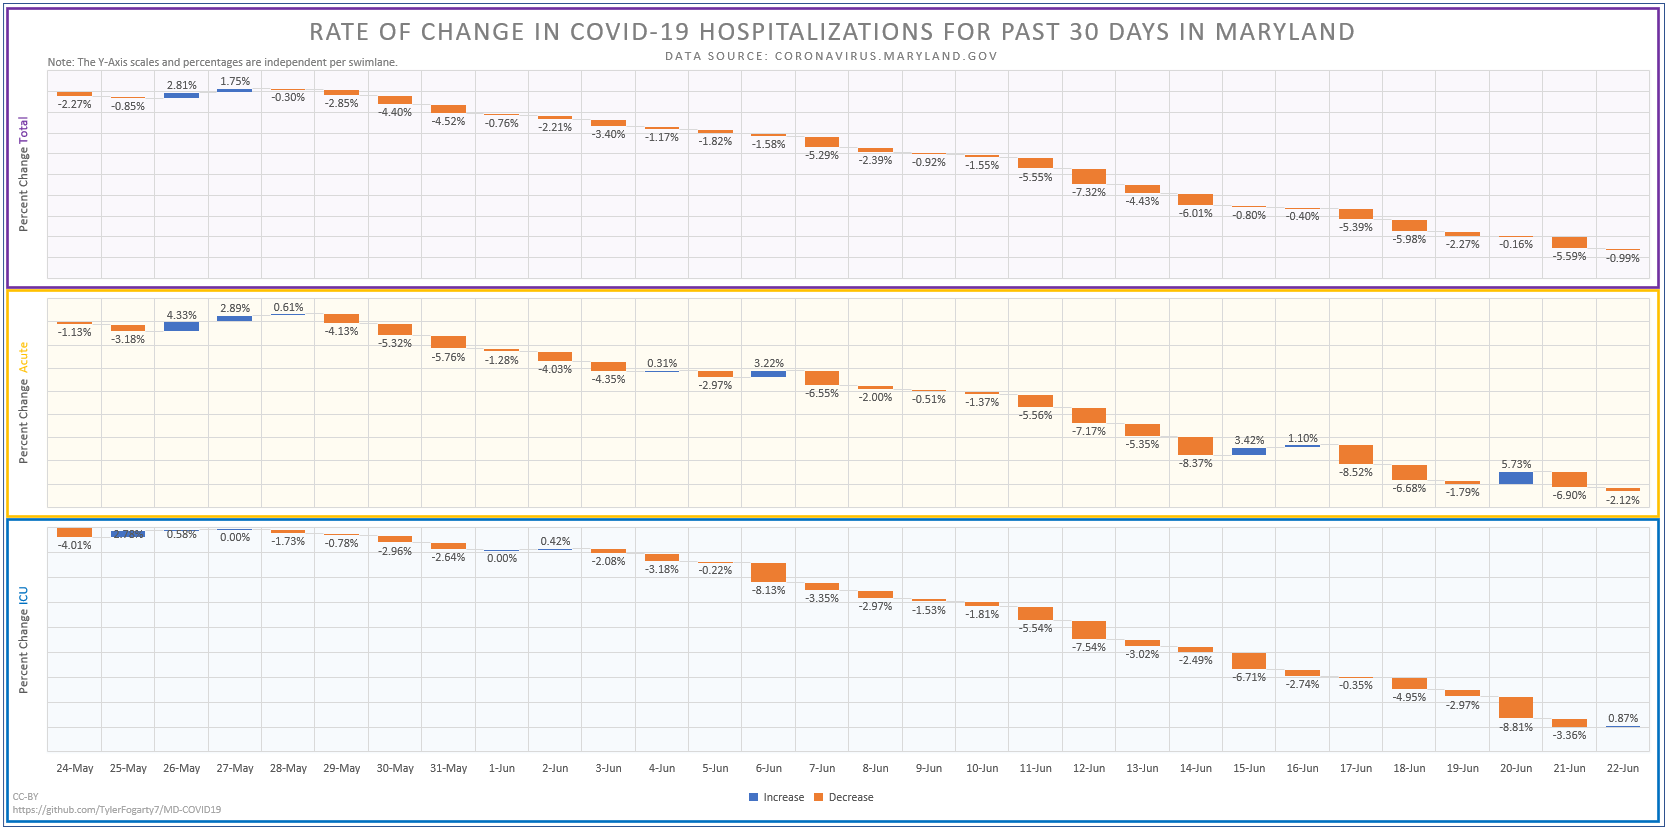 RATE OF CHANGE IN COVID-19 HOSPITALIZATIONS FOR PAST 30 DAYS IN MARYLAND
DATA SOURCE: CORONAVIRUS.MARYLAND.GOV
Note: The Y-Axis scales and percentages are independent per swimlane.
Percent Change Total
-2.27% -0.85% 2.81% 1.75% -0.30% -2.85% -4.40% -4.52% -0.76% -2.21% -3.40% -1.17% -1.82% -1.58% -5.29% -2.39% -0.92% -1.55% -5.55% -7.32% -4.43% -6.01% -0.80% -0.40% -5.39% -5.98% -2.27% -0.16% -5.59% -0.99%
Percent Change Acute
-1.13% -3.18% 4.33% 2.89% 0.61% -4.13% -5.32% -5.76% -1.28% -4.03% -4.35% 0.31% -2.97% 3.22% -6.55% -2.00% -0.51% -1.37% -5.56% -7.17% -5.35% -8.37% 3.42% 1.10% -8.52% -6.68% -1.79% 5.73% -6.90% -2.12%
Percent Change ICU
-4.01% 0.58% 0.00% -1.73% -0.78% -2.96% -2.64% 0.00% 0.42% -2.08% -3.18% -0.22% -8.13% -3.35% -2.97% -1.53% -1.81% -5.54% -7.54% -3.02% -2.49% -6.71% -2.74% -0.35% -4.95% -2.97% -8.81% -3.36% 0.87%
24-May 25-May 26-May 27-May 28-May 29-May 30-May 31-May 1-Jun 2-Jun 3-Jun 4-Jun 5-Jun 6-Jun 7-Jun 8-Jun 9-Jun 10-Jun 11-Jun 12-Jun 13-Jun 14-Jun 15-Jun 16-Jun 17-Jun 18-Jun 19-Jun 20-Jun 21-Jun 22-Jun
Increase Decrease
CC-BY
https://github.com/TylerFogarty7/MD-COVID19